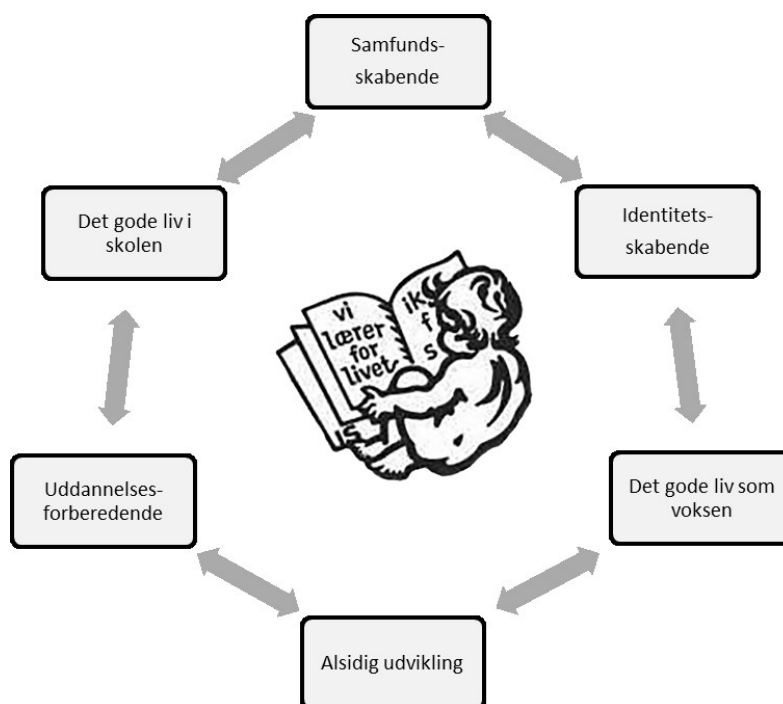 Samfunds-
skabende
Identitets-
skabende
Det gode liv som
voksen
Alsidig udvikling
Uddannelses-
forberedende
Det gode liv i
skolen
vi
lærer
for
livet
ik
f
s